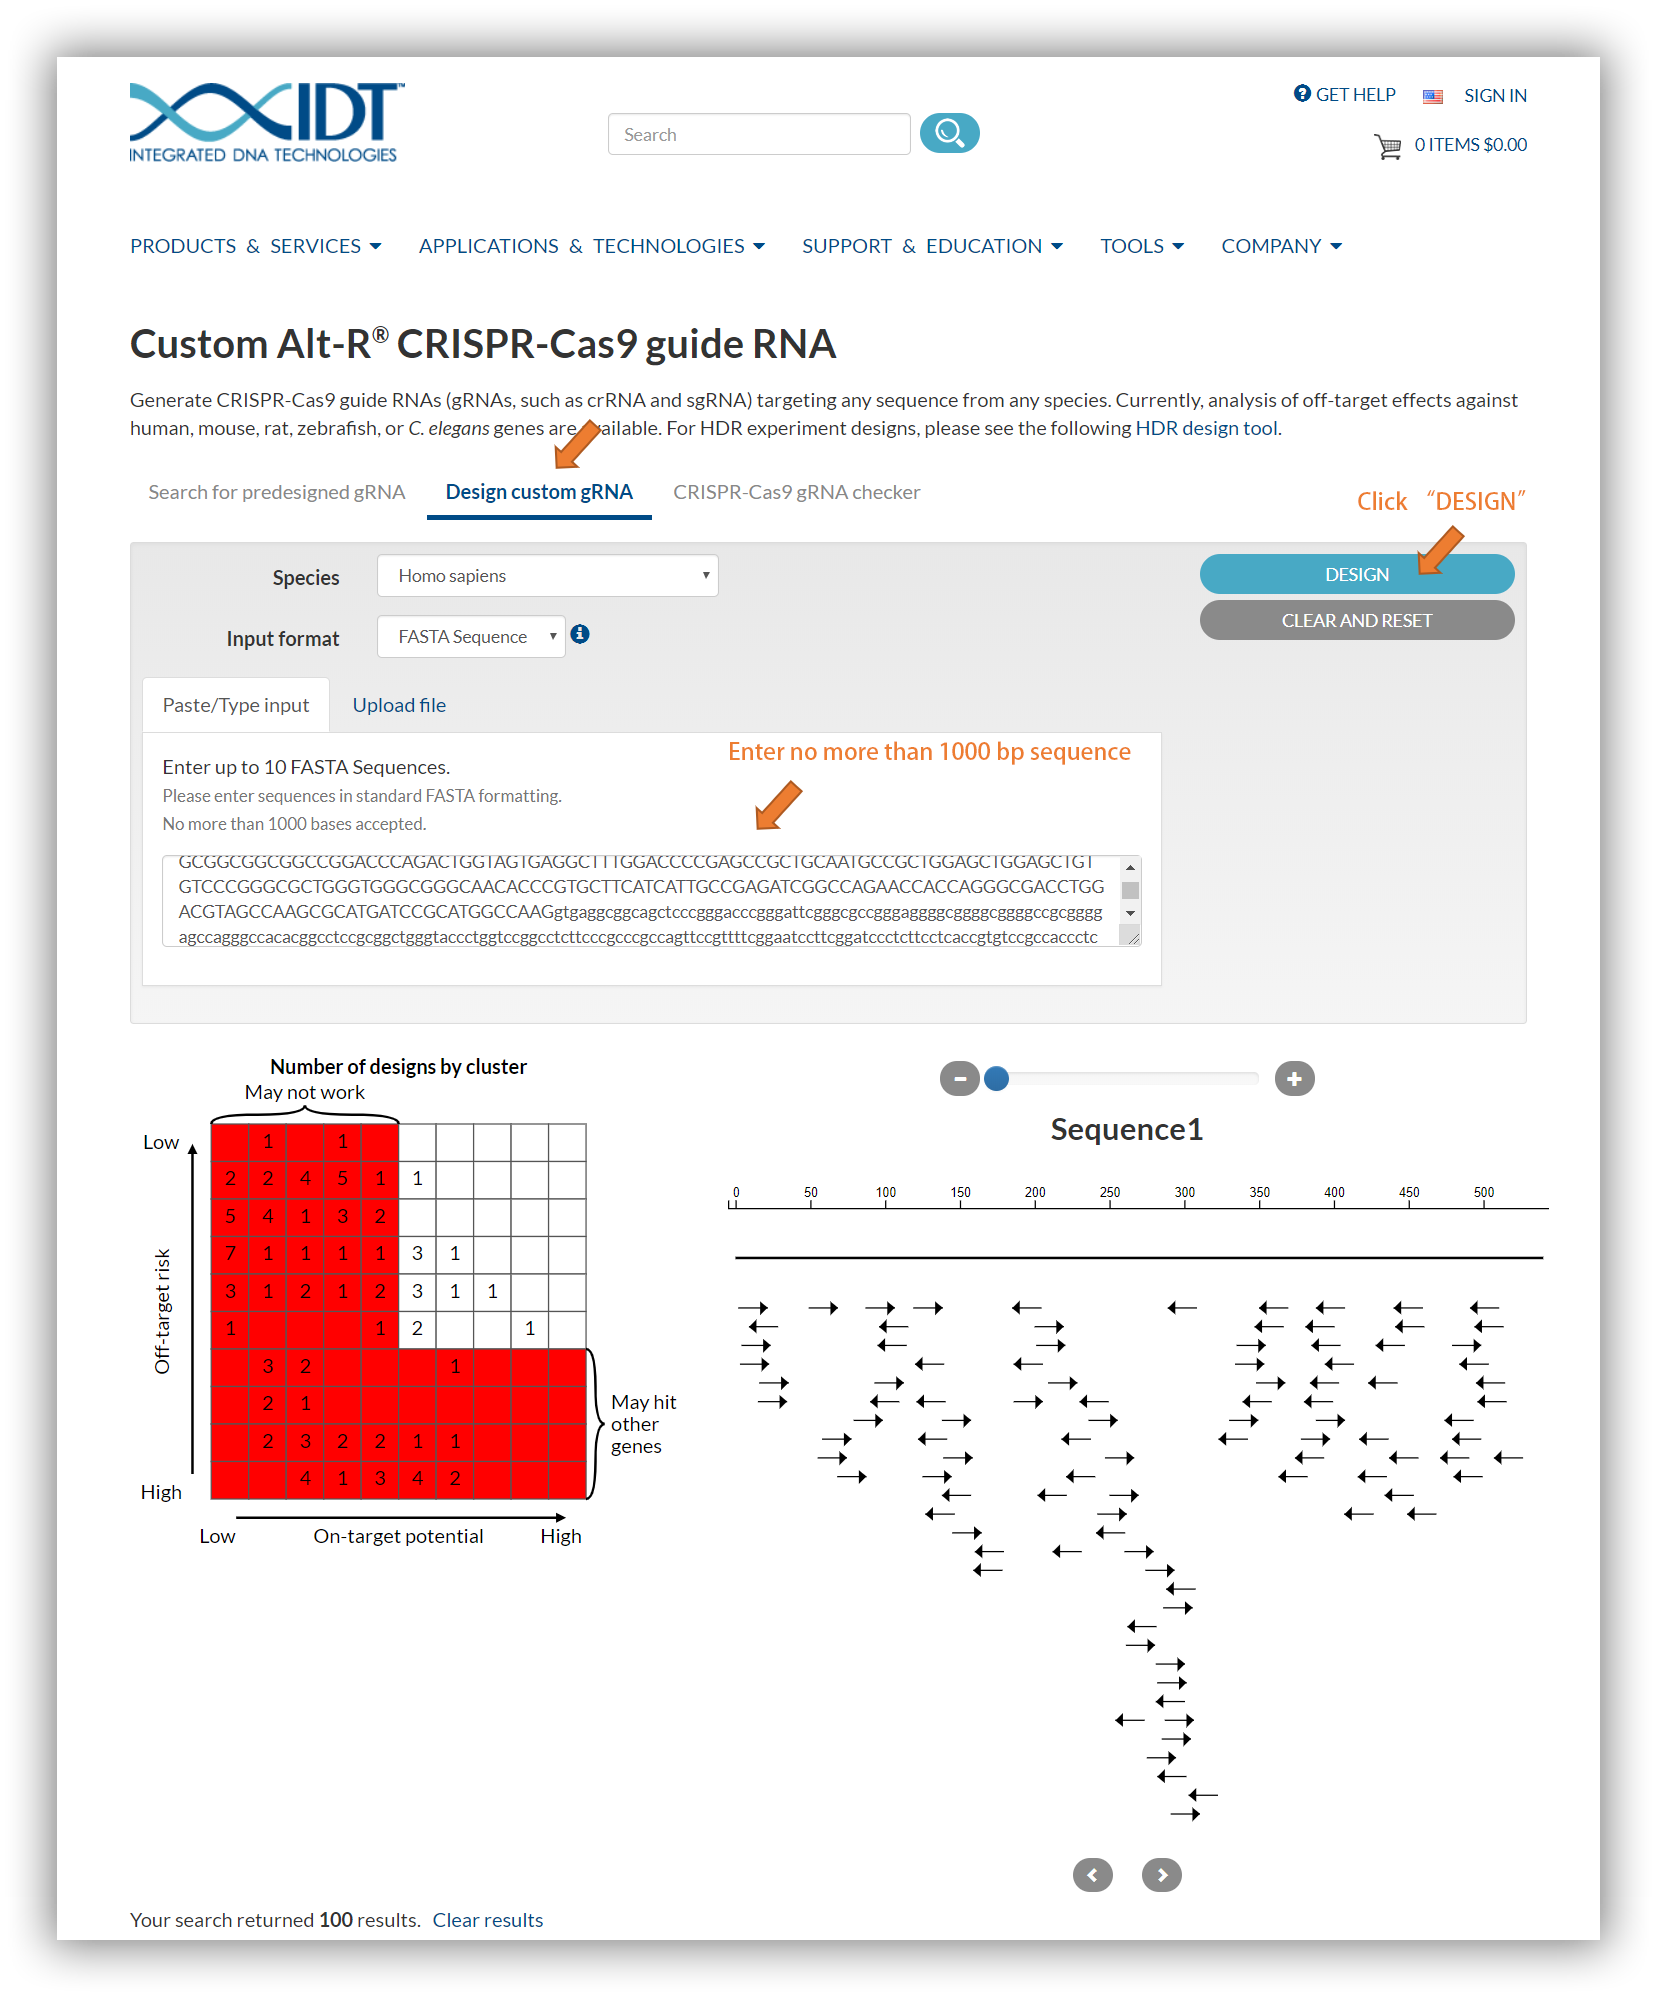 IDT™
INTEGRATED DNA TECHNOLOGIES
Search
GET HELP
SIGN IN
0 ITEMS $0.00
PRODUCTS & SERVICES
APPLICATIONS & TECHNOLOGIES
SUPPORT & EDUCATION
TOOLS
COMPANY
Custom Alt-R® CRISPR-Cas9 guide RNA
Generate CRISPR-Cas9 guide RNAs (gRNAs, such as crRNA and sgRNA) targeting any sequence from any species. Currently, analysis of off-target effects against
human, mouse, rat, zebrafish, or C. elegans genes are available. For HDR experiment designs, please see the following HDR design tool.
Search for predesigned gRNA
Design custom gRNA
CRISPR-Cas9 gRNA checker
Click “DESIGN”
Species
Homo sapiens
DESIGN
CLEAR AND RESET
Input format
FASTA Sequence
Paste/Type input
Upload file
Enter no more than 1000 bp sequence
Enter up to 10 FASTA Sequences.
Please enter sequences in standard FASTA formatting.
No more than 1000 bases accepted.
GCGGCGGCGGCCGGACCCAGACTGGTAGTGAGGCTTTGGACCCCGAGCCGCTGCAATGCCGCTGGAGCTGGAGCTGT
GTCCCGGGCGCTGGGTGGGCGGGCAACACCCGTGCTTCATCATTGCCGAGATCGGCCAGAACCACCAGGGCGACCTGG
ACGTAGCCAAGCGCATGATCCGCATGGCCAAGgtgaggcggcagctcccgggacccgggattcgggcgccgggaggggcggggcggggccgcgggg
agccagggccacacggcctccgcggctgggtaccctggtccggcctcttcccgcccgccagttccgttttcggaatccttcggatccctcttcctcaccgtgtccgccaccctc
Number of designs by cluster
May not work
Low
1 1
2 2 4 5 1 1
5 4 1 3 2
7 1 1 1 1 3 1
3 1 2 1 2 3 1 1
1 1 2 1
3 2 1
2 1
2 3 2 2 1 1
4 1 3 4 2
Off-target risk
High
May hit
other
genes
Low
On-target potential
High
Sequence1
0 50 100 150 200 250 300 350 400 450 500
Your search returned 100 results. Clear results